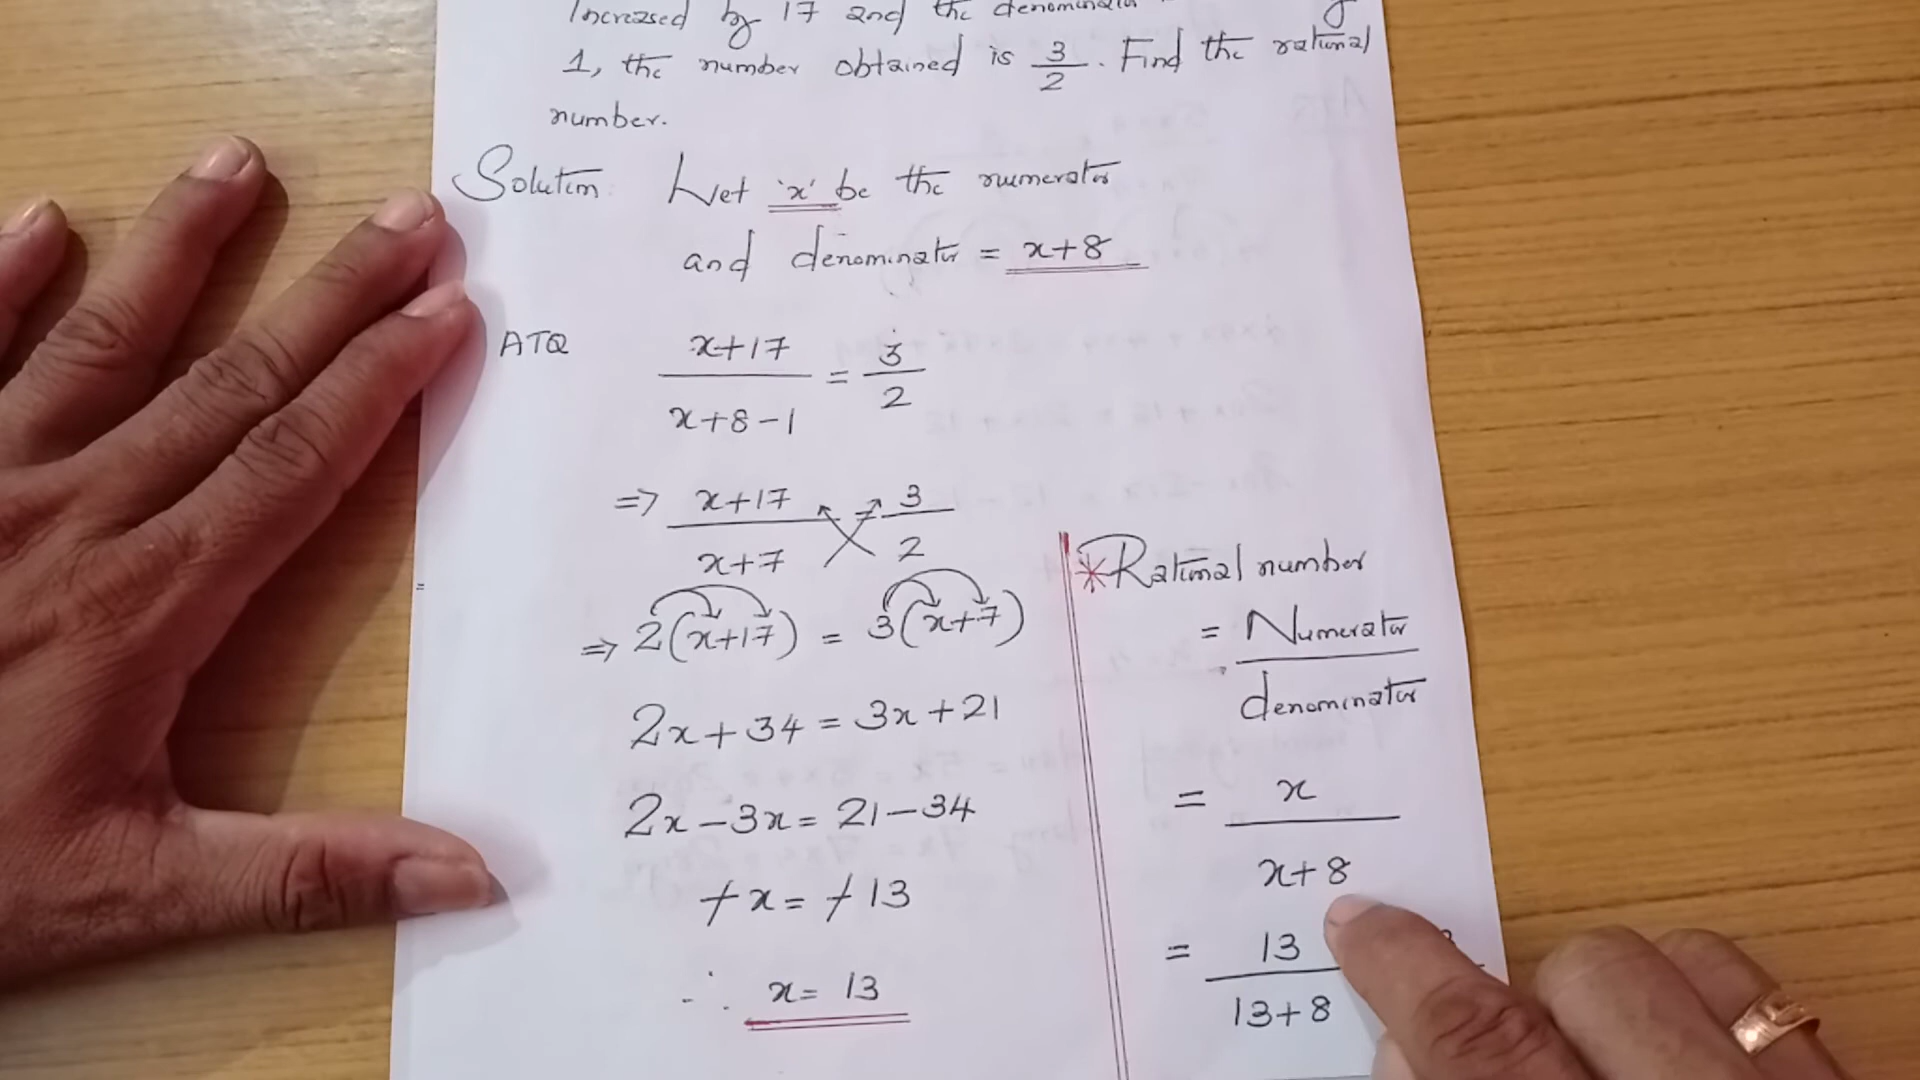 increased by 17 and the denominator
1, the number obtained is 3/2. Find the rational
number.
Solution: Let 'x' be the numerator
and denominator = x+8
ATQ x+17/x+8-1 = 3/2
=> x+17/x+7 = 3/2
=> 2(x+17) = 3(x+7)
2x+34 = 3x+21
2x-3x = 21-34
-x = -13
∴ x = 13
*Rational number
= Numerator/denominator
= x/x+8
= 13/13+8